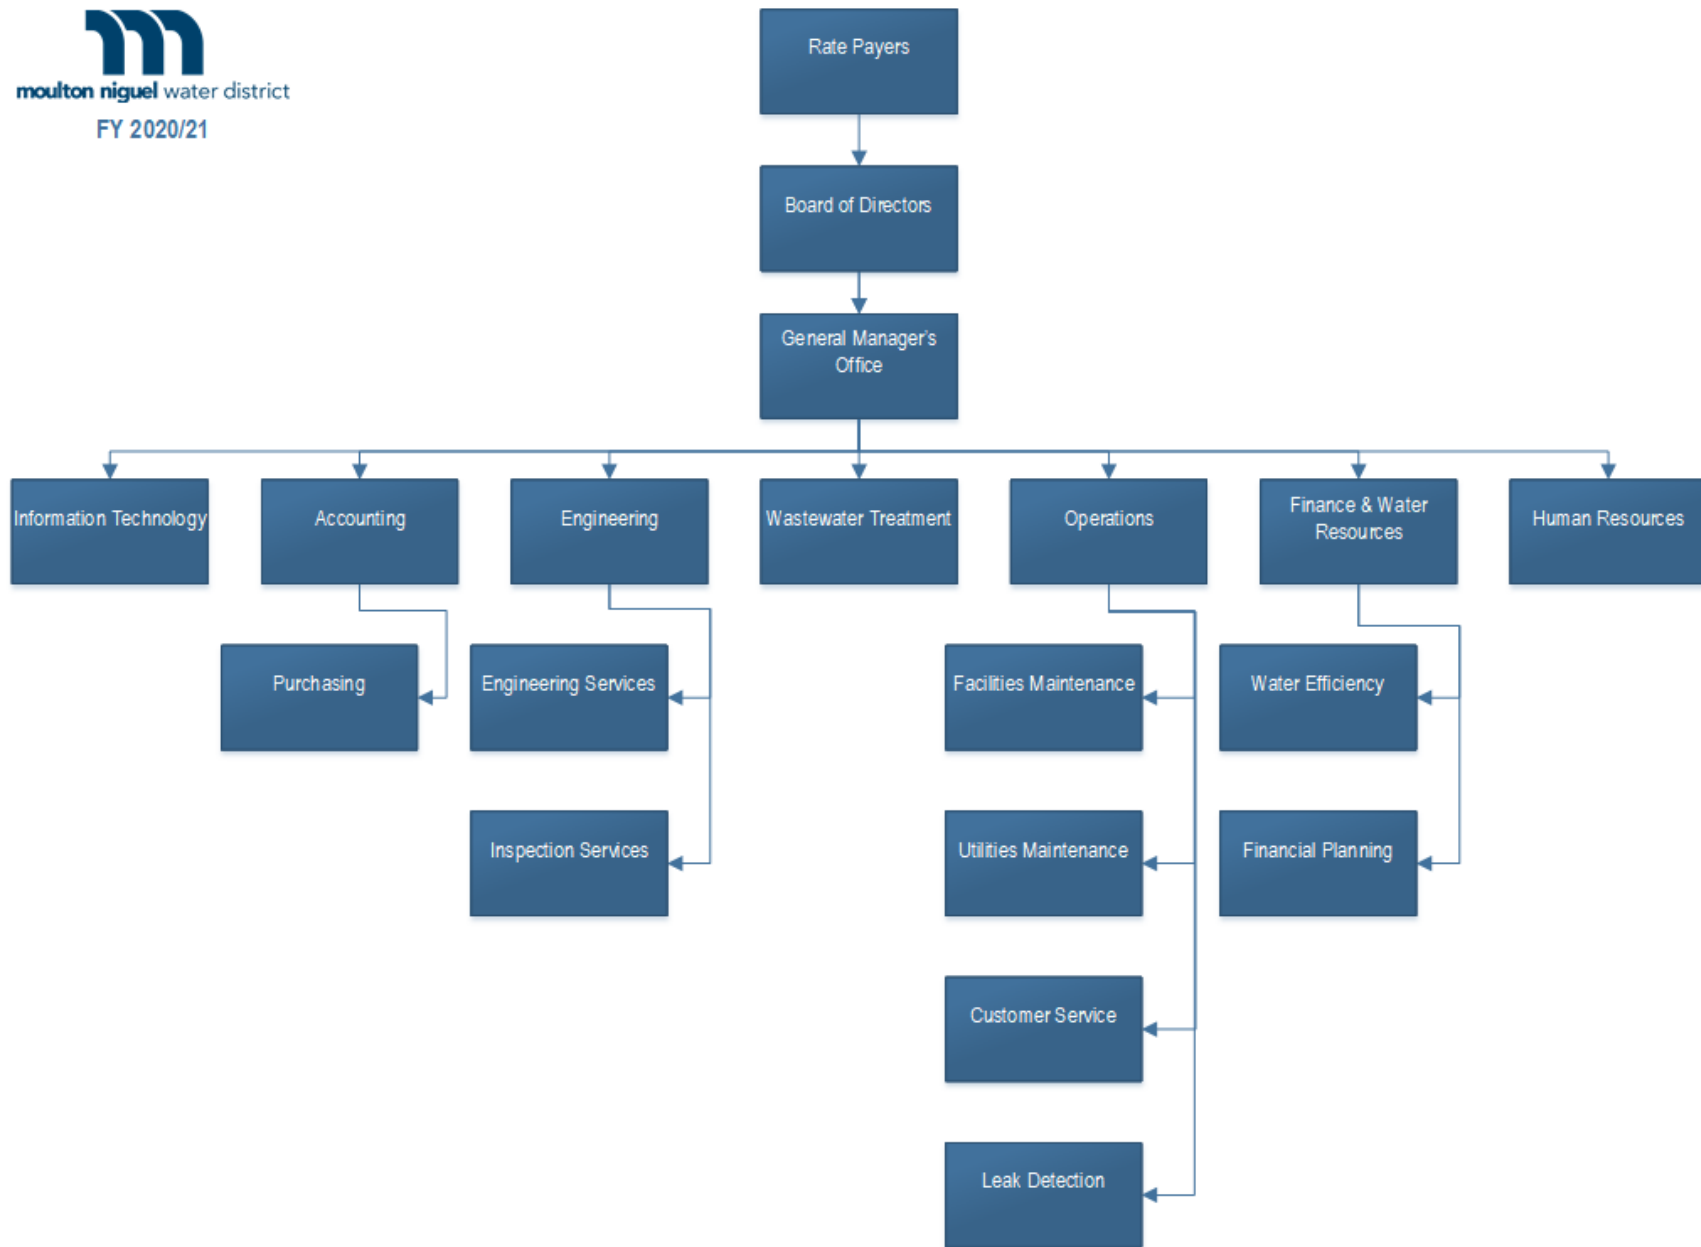 moulton niguel water district
FY 2020/21
Rate Payers
Board of Directors
General Manager's
Office
Information Technology
Accounting
Engineering
Wastewater Treatment
Operations
Finance & Water
Resources
Human Resources
Purchasing
Engineering Services
Facilities Maintenance
Water Efficiency
Inspection Services
Utilities Maintenance
Financial Planning
Customer Service
Leak Detection